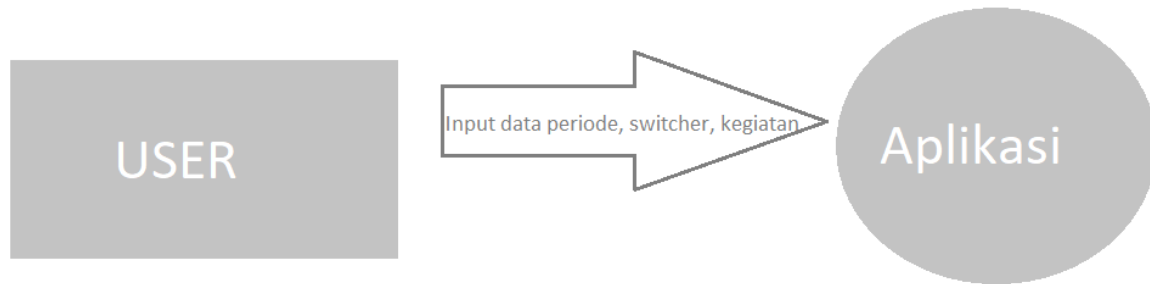 USER
Input data periode, switcher, kegiatan
Aplikasi